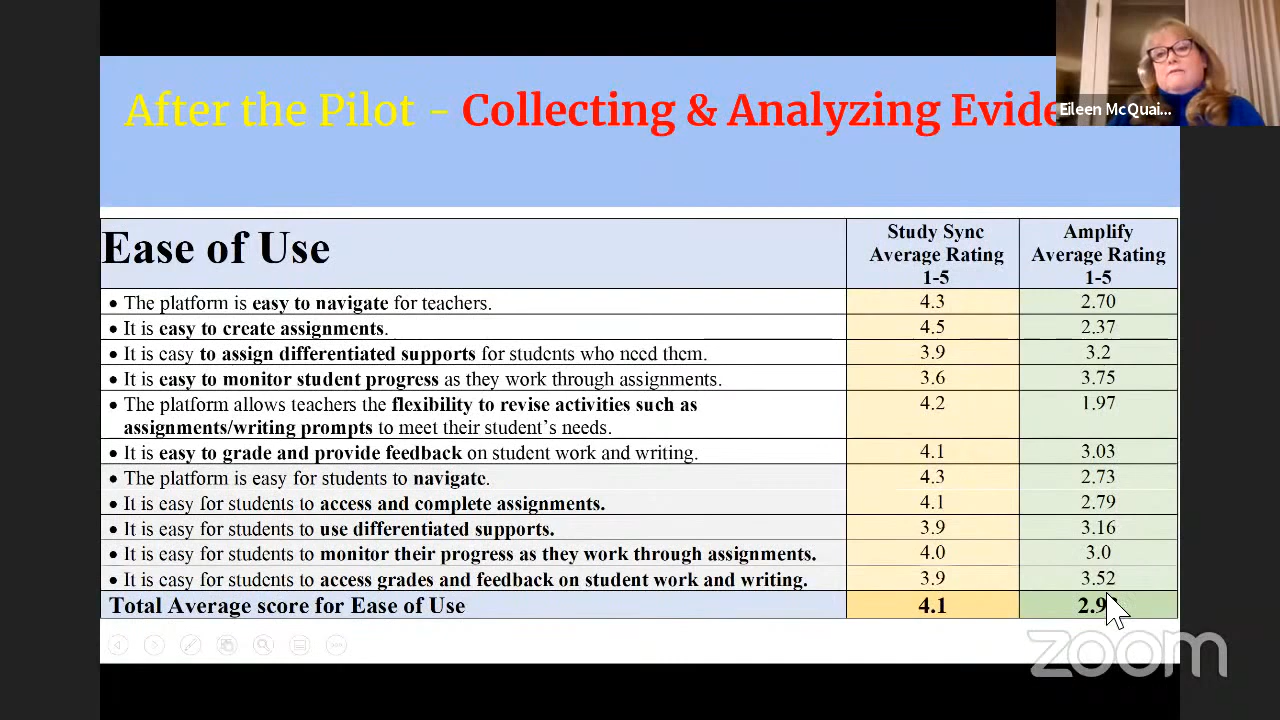 After the Pilot - Collecting & Analyzing
Eileen McQuai...
Ease of Use
Study Sync
Average Rating
1-5
Amplify
Average Rating
1-5
• The platform is easy to navigate for teachers. 4.3 2.70
• It is easy to create assignments. 4.5 2.37
• It is easy to assign differentiated supports for students who need them. 3.9 3.2
• It is easy to monitor student progress as they work through assignments. 3.6 3.75
• The platform allows teachers the flexibility to revise activities such as 4.2 1.97
assignments/writing prompts to meet their student’s needs.
• It is easy to grade and provide feedback on student work and writing. 4.1 3.03
• The platform is easy for students to navigate. 4.3 2.73
• It is easy for students to access and complete assignments. 4.1 2.79
• It is easy for students to use differentiated supports. 3.9 3.16
• It is easy for students to monitor their progress as they work through assignments. 4.0 3.0
• It is easy for students to access grades and feedback on student work and writing. 3.9 3.52
Total Average score for Ease of Use 4.1
zoom